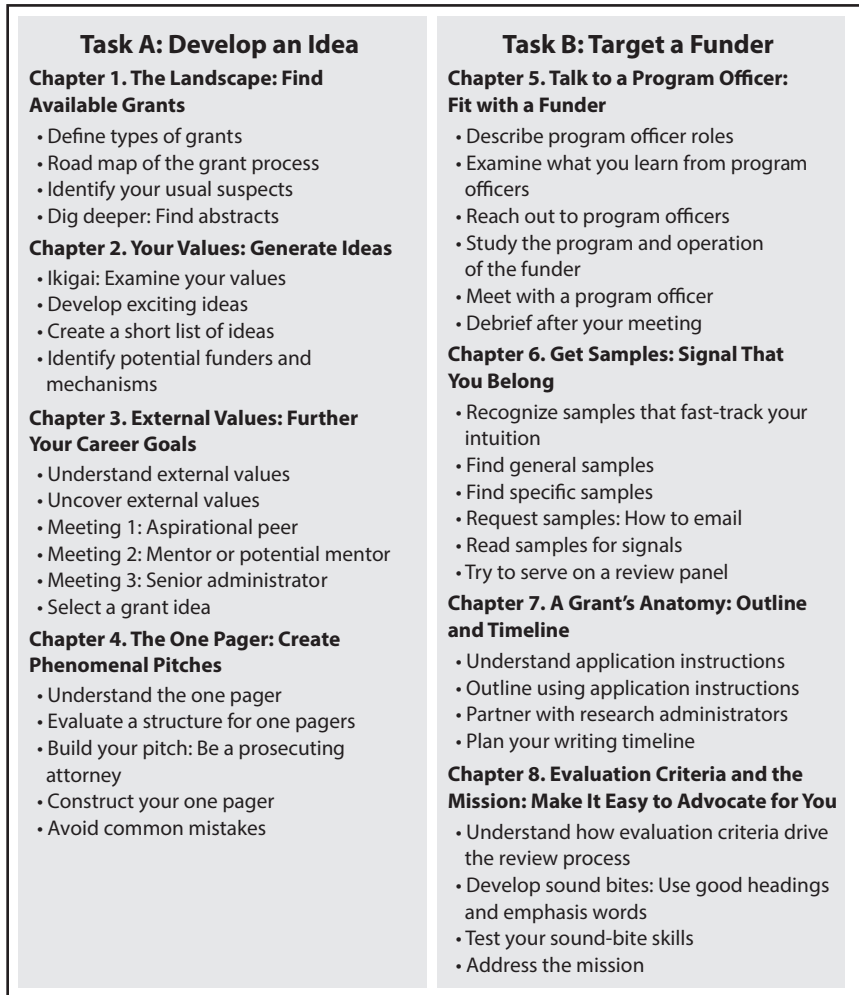 Task A: Develop an Idea
Chapter 1. The Landscape: Find
Available Grants
• Define types of grants
• Road map of the grant process
• Identify your usual suspects
• Dig deeper: Find abstracts
Chapter 2. Your Values: Generate Ideas
• Ikigai: Examine your values
• Develop exciting ideas
• Create a short list of ideas
• Identify potential funders and
mechanisms
Chapter 3. External Values: Further
Your Career Goals
• Understand external values
• Uncover external values
• Meeting 1: Aspirational peer
• Meeting 2: Mentor or potential mentor
• Meeting 3: Senior administrator
• Select a grant idea
Chapter 4. The One Pager: Create
Phenomenal Pitches
• Understand the one pager
• Evaluate a structure for one pagers
• Build your pitch: Be a prosecuting
attorney
• Construct your one pager
• Avoid common mistakes
Task B: Target a Funder
Chapter 5. Talk to a Program Officer:
Fit with a Funder
• Describe program officer roles
• Examine what you learn from program
officers
• Reach out to program officers
• Study the program and operation
of the funder
• Meet with a program officer
• Debrief after your meeting
Chapter 6. Get Samples: Signal That
You Belong
• Recognize samples that fast-track your
intuition
• Find general samples
• Find specific samples
• Request samples: How to email
• Read samples for signals
• Try to serve on a review panel
Chapter 7. A Grant's Anatomy: Outline
and Timeline
• Understand application instructions
• Outline using application instructions
• Partner with research administrators
• Plan your writing timeline
Chapter 8. Evaluation Criteria and the
Mission: Make It Easy to Advocate for You
• Understand how evaluation criteria drive
the review process
• Develop sound bites: Use good headings
and emphasis words
• Test your sound-bite skills
• Address the mission